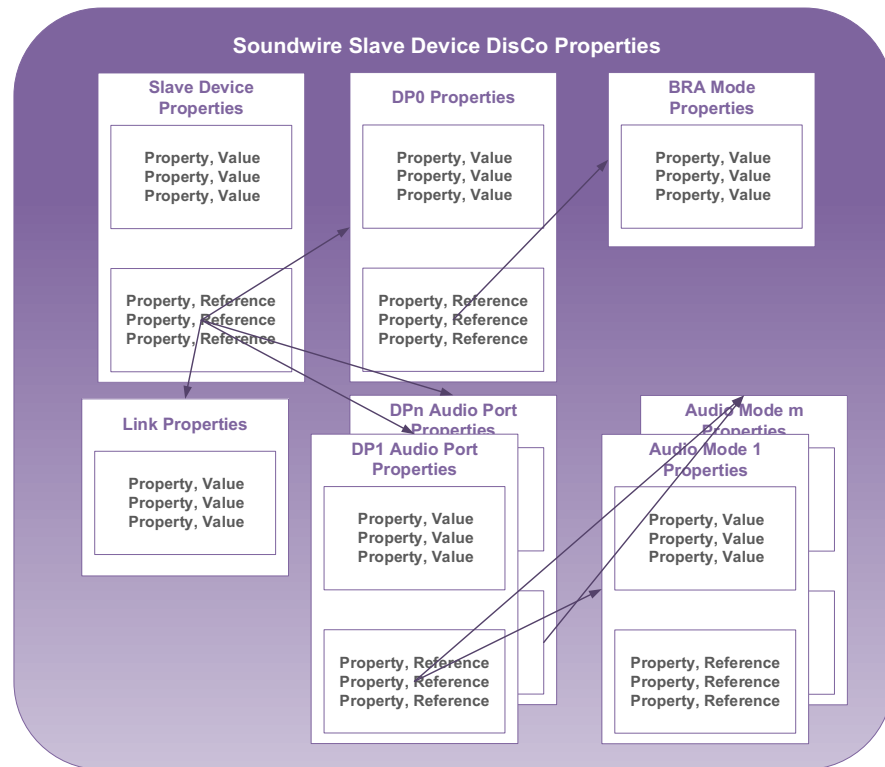 Soundwire Slave Device DisCo Properties
Slave Device
Properties
Property, Value
Property, Value
Property, Value
Property, Reference
Property, Reference
Property, Reference
DP0 Properties
Property, Value
Property, Value
Property, Value
Property, Reference
Property, Reference
Property, Reference
BRA Mode
Properties
Property, Value
Property, Value
Property, Value
Link Properties
Property, Value
Property, Value
Property, Value
DPn Audio Port
Properties
DP1 Audio Port
Properties
Property, Value
Property, Value
Property, Value
Property, Reference
Property, Reference
Property, Reference
Audio Mode m
Properties
Audio Mode 1
Properties
Property, Value
Property, Value
Property, Value
Property, Reference
Property, Reference
Property, Reference